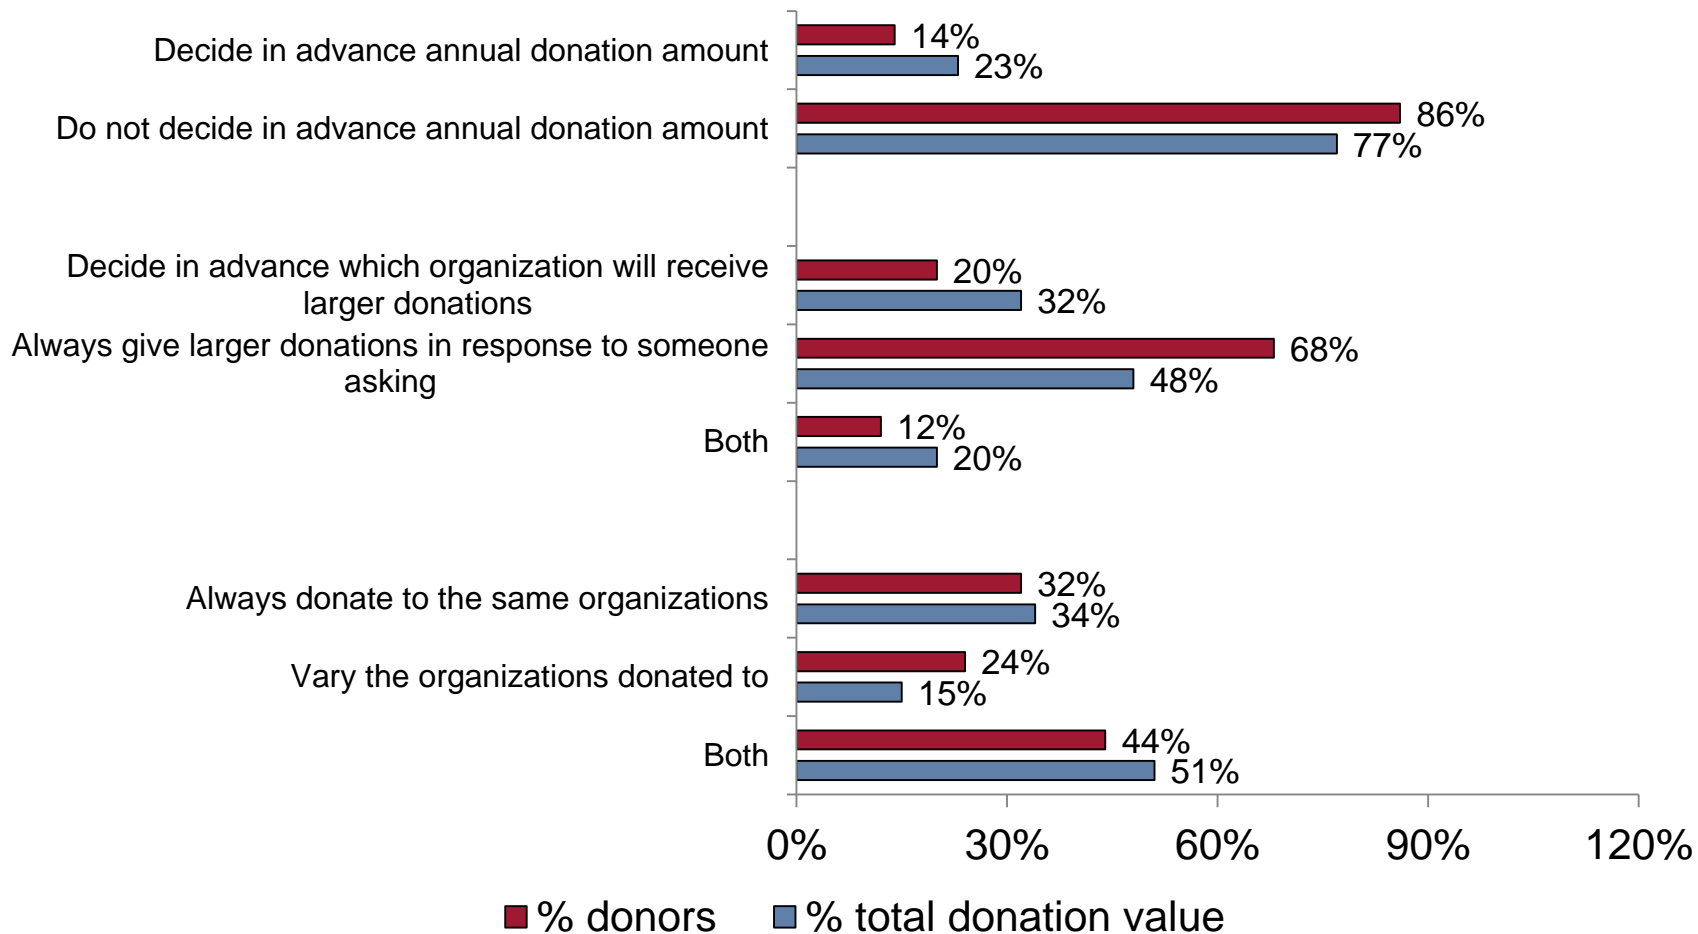 Decide in advance annual donation amount
14%
23%
Do not decide in advance annual donation amount
86%
77%
Decide in advance which organization will receive
larger donations
20%
32%
Always give larger donations in response to someone
asking
68%
48%
Both
12%
20%
Always donate to the same organizations
32%
34%
Vary the organizations donated to
24%
15%
Both
44%
51%
0% 30% 60% 90% 120%
% donors % total donation value